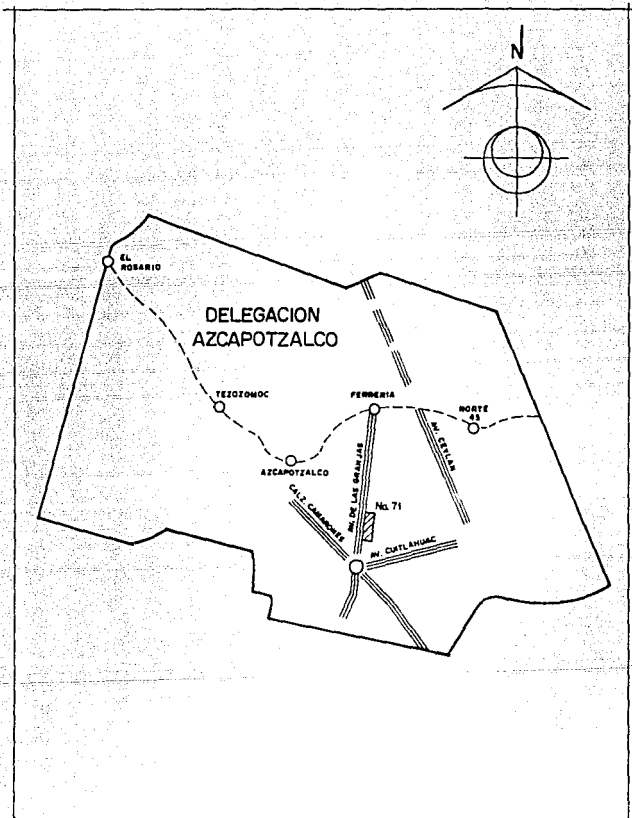 N
EL
ROSARIO
DELEGACION
AZCAPOTZALCO
TEZOZOMOC
FERRERIA
NORTE
45
AZCAPOTZALCO
AV. CEYLAN
AV. DE LAS GRANJAS
CALZ. CAMARONES
No. 71
AV. CUITLAHUAC